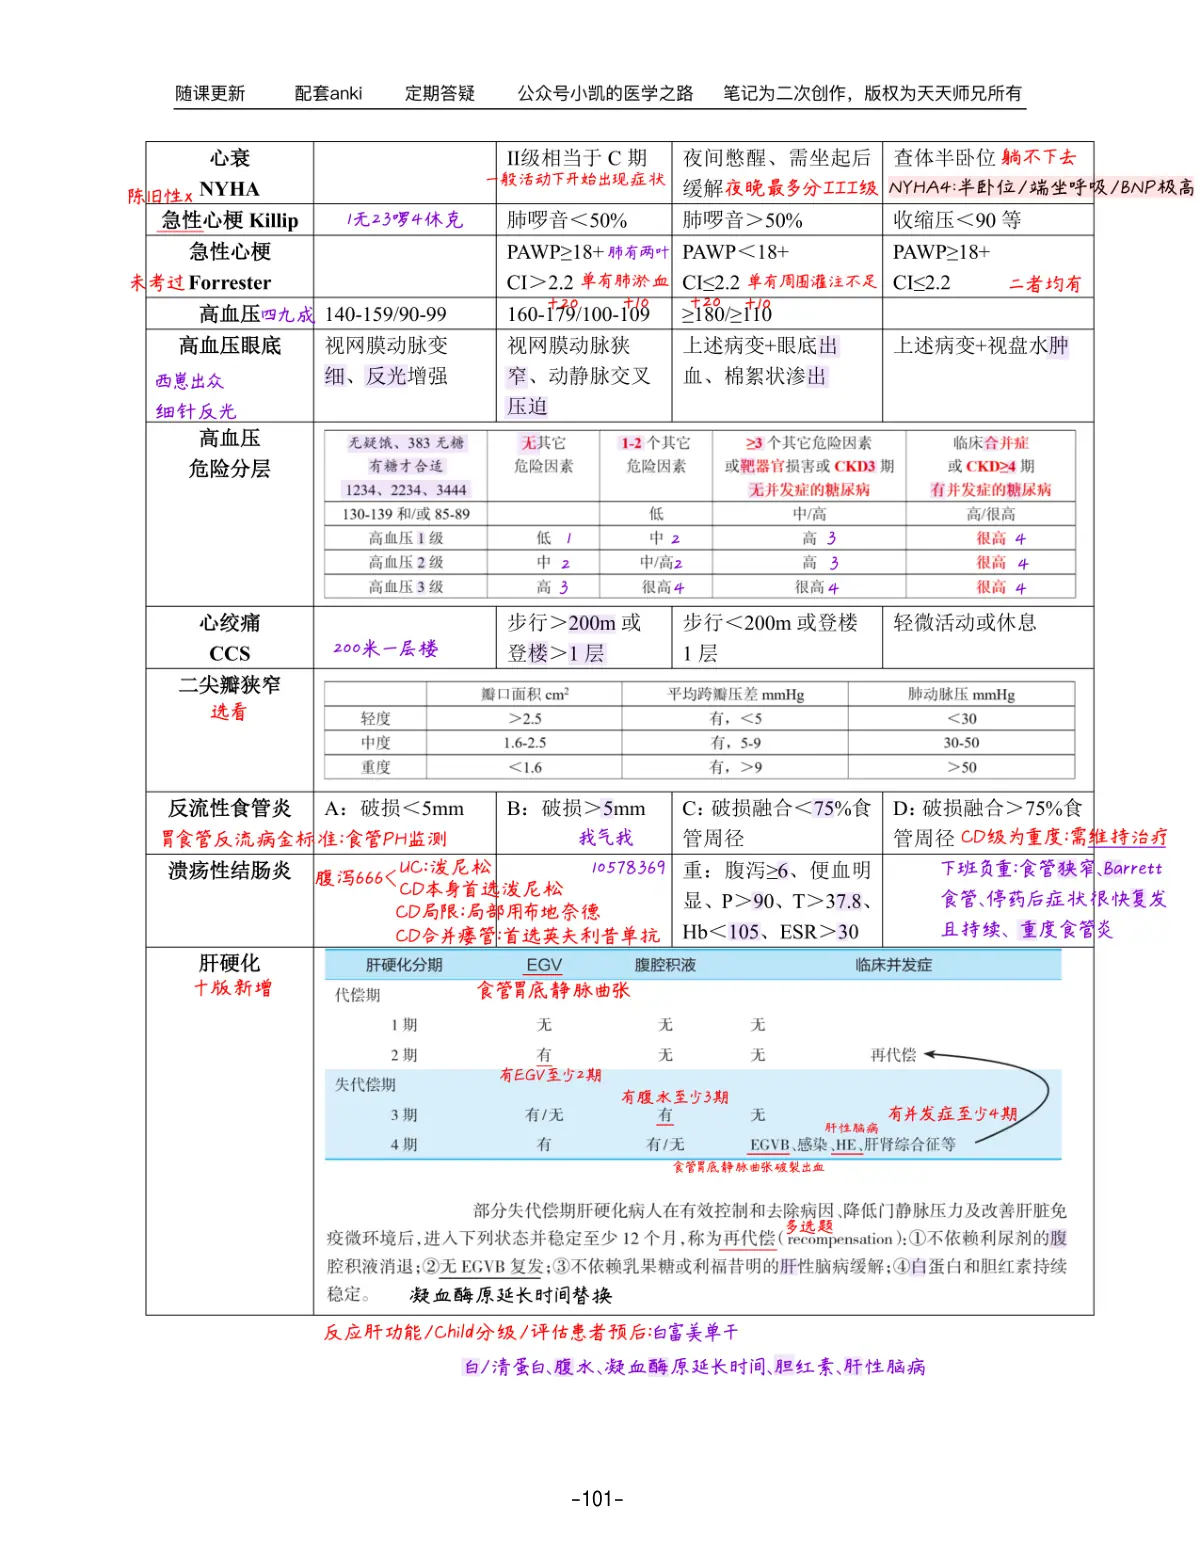 随课更新 配套anki 定期答疑 公众号小凯的医学之路 笔记为二次创作，版权为天天师兄所有
心衰 II级相当于 C 期 夜间憋醒、需坐起后 查体半卧位 躺不下去
陈旧性x NYHA 一般活动下开始出现症状 缓解 夜晚最多分III级 NYHA4:半卧位/端坐呼吸/BNP极高
急性心梗 Killip 1无23啰4休克 肺啰音＜50% 肺啰音＞50% 收缩压＜90 等
急性心梗 PAWP≥18+ 肺有两叶 PAWP＜18+ PAWP≥18+
未考过 Forrester CI＞2.2 单有肺淤血 CI≤2.2 单有周围灌注不足 CI≤2.2 二者均有
+20 +10 +20 +10
高血压 四九成 140-159/90-99 160-179/100-109 ≥180/≥110
高血压眼底 视网膜动脉变 视网膜动脉狭 上述病变+眼底出 上述病变+视盘水肿
西崽出众 细、反光增强 窄、动静脉交叉 血、棉絮状渗出
细针反光 压迫
高血压 无疑饿、383 无糖 无其它 1-2 个其它 ≥3 个其它危险因素 临床合并症
危险分层 有糖才合适 危险因素 危险因素 或靶器官损害或 CKD3 期 或 CKD≥4 期
1234、2234、3444 无并发症的糖尿病 有并发症的糖尿病
130-139 和/或 85-89 低 中/高 高/很高
高血压 1 级 低 1 中 2 高 3 很高 4
高血压 2 级 中 2 中/高2 高 3 很高 4
高血压 3 级 高 3 很高 4 很高 4 很高 4
心绞痛 步行＞200m 或 步行＜200m 或登楼 轻微活动或休息
CCS 200米一层楼 登楼＞1 层 1 层
二尖瓣狭窄 瓣口面积 cm² 平均跨瓣压差 mmHg 肺动脉压 mmHg
选看 轻度 ＞2.5 有，＜5 ＜30
中度 1.6-2.5 有，5-9 30-50
重度 ＜1.6 有，＞9 ＞50
反流性食管炎 A：破损＜5mm B：破损＞5mm C：破损融合＜75%食 D：破损融合＞75%食
胃食管反流病金标准:食管PH监测 我气我 管周径 管周径 CD级为重度:需维持治疗
溃疡性结肠炎 腹泻666＜ UC:泼尼松 10578369 重：腹泻≥6、便血明 下班负重:食管狭窄、Barrett
CD本身首选泼尼松 显、P＞90、T＞37.8、 食管、停药后症状很快复发
CD局限:局部用布地奈德 Hb＜105、ESR＞30 且持续、重度食管炎
CD合并瘘管:首选英夫利昔单抗
肝硬化 肝硬化分期 EGV 腹腔积液 临床并发症
十版新增 代偿期 食管胃底静脉曲张
1 期 无 无 无
2 期 有 无 无 再代偿
有EGV至少2期
失代偿期 有腹水至少3期
3 期 有/无 有 无 有并发症至少4期
肝性脑病
4 期 有 有/无 EGVB、感染、HE、肝肾综合征等
食管胃底静脉曲张破裂出血
部分失代偿期肝硬化病人在有效控制和去除病因、降低门静脉压力及改善肝脏免
多选题
疫微环境后，进入下列状态并稳定至少 12 个月，称为再代偿（recompensation）：①不依赖利尿剂的腹
腔积液消退；②无 EGVB 复发；③不依赖乳果糖或利福昔明的肝性脑病缓解；④白蛋白和胆红素持续
稳定。 凝血酶原延长时间替换
反应肝功能/Child分级/评估患者预后:白富美单干
白/清蛋白、腹水、凝血酶原延长时间、胆红素、肝性脑病
-101-